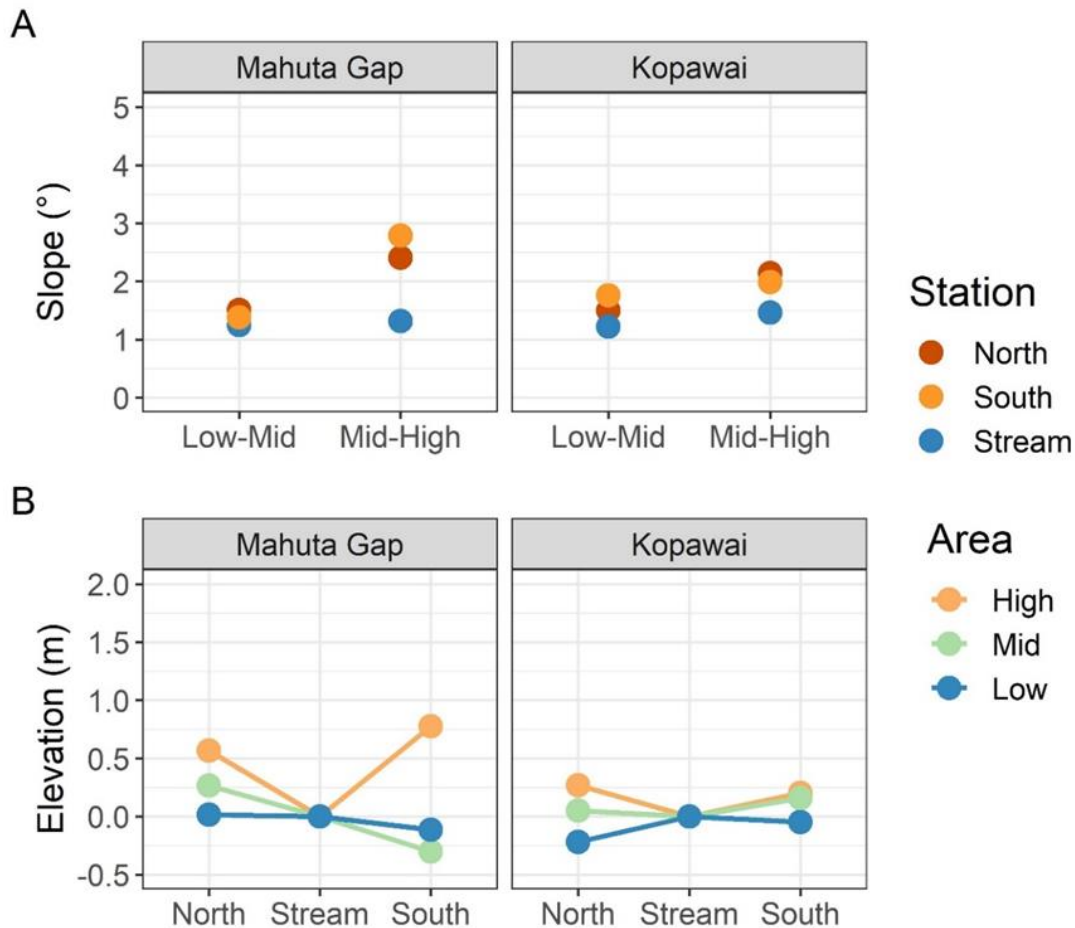 A
Mahuta Gap
Kopawai
Slope (°)
5
4
3
2
1
0
Low-Mid
Mid-High
Low-Mid
Mid-High
Station
North
South
Stream
B
Mahuta Gap
Kopawai
Elevation (m)
2.0
1.5
1.0
0.5
0.0
-0.5
North
Stream
South
North
Stream
South
Area
High
Mid
Low